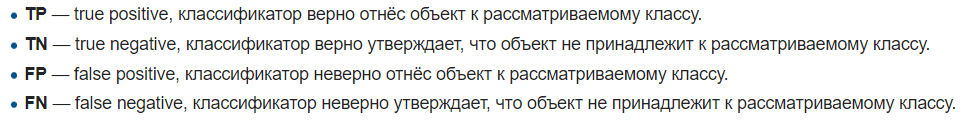 • TP — true positive, классификатор верно отнёс объект к рассматриваемому классу.
• TN — true negative, классификатор верно утверждает, что объект не принадлежит к рассматриваемому классу.
• FP — false positive, классификатор неверно отнёс объект к рассматриваемому классу.
• FN — false negative, классификатор неверно утверждает, что объект не принадлежит к рассматриваемому классу.